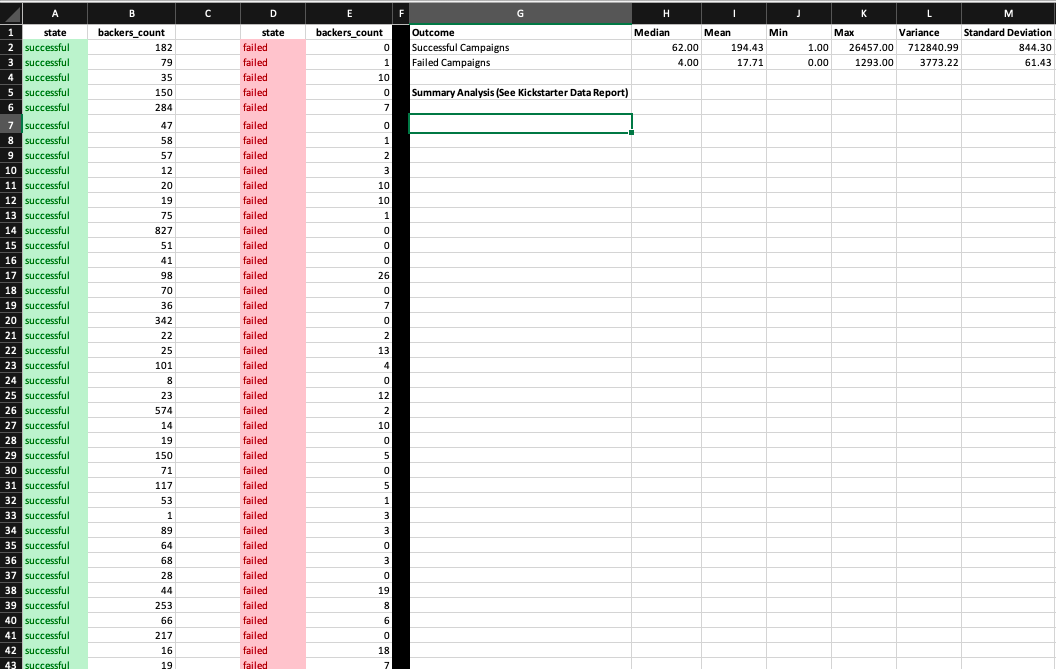 A B C D E F G H I J K L M
1 state backers_count state backers_count Outcome Median Mean Min Max Variance Standard Deviation
2 successful 182 failed 0 Successful Campaigns 62.00 194.43 1.00 26457.00 712840.99 844.30
3 successful 79 failed 1 Failed Campaigns 4.00 17.71 0.00 1293.00 3773.22 61.43
4 successful 35 failed 10
5 successful 150 failed 0 Summary Analysis (See Kickstarter Data Report)
6 successful 284 failed 7
7 successful 47 failed 0
8 successful 58 failed 1
9 successful 57 failed 2
10 successful 12 failed 3
11 successful 20 failed 10
12 successful 19 failed 10
13 successful 75 failed 1
14 successful 827 failed 0
15 successful 51 failed 0
16 successful 41 failed 0
17 successful 98 failed 26
18 successful 70 failed 0
19 successful 36 failed 7
20 successful 342 failed 0
21 successful 22 failed 2
22 successful 25 failed 13
23 successful 101 failed 4
24 successful 8 failed 0
25 successful 23 failed 12
26 successful 574 failed 2
27 successful 14 failed 10
28 successful 19 failed 0
29 successful 150 failed 5
30 successful 71 failed 0
31 successful 117 failed 5
32 successful 53 failed 1
33 successful 1 failed 3
34 successful 89 failed 3
35 successful 64 failed 0
36 successful 68 failed 3
37 successful 28 failed 0
38 successful 44 failed 19
39 successful 253 failed 8
40 successful 66 failed 6
41 successful 217 failed 0
42 successful 16 failed 18
43 successful 19 failed 7